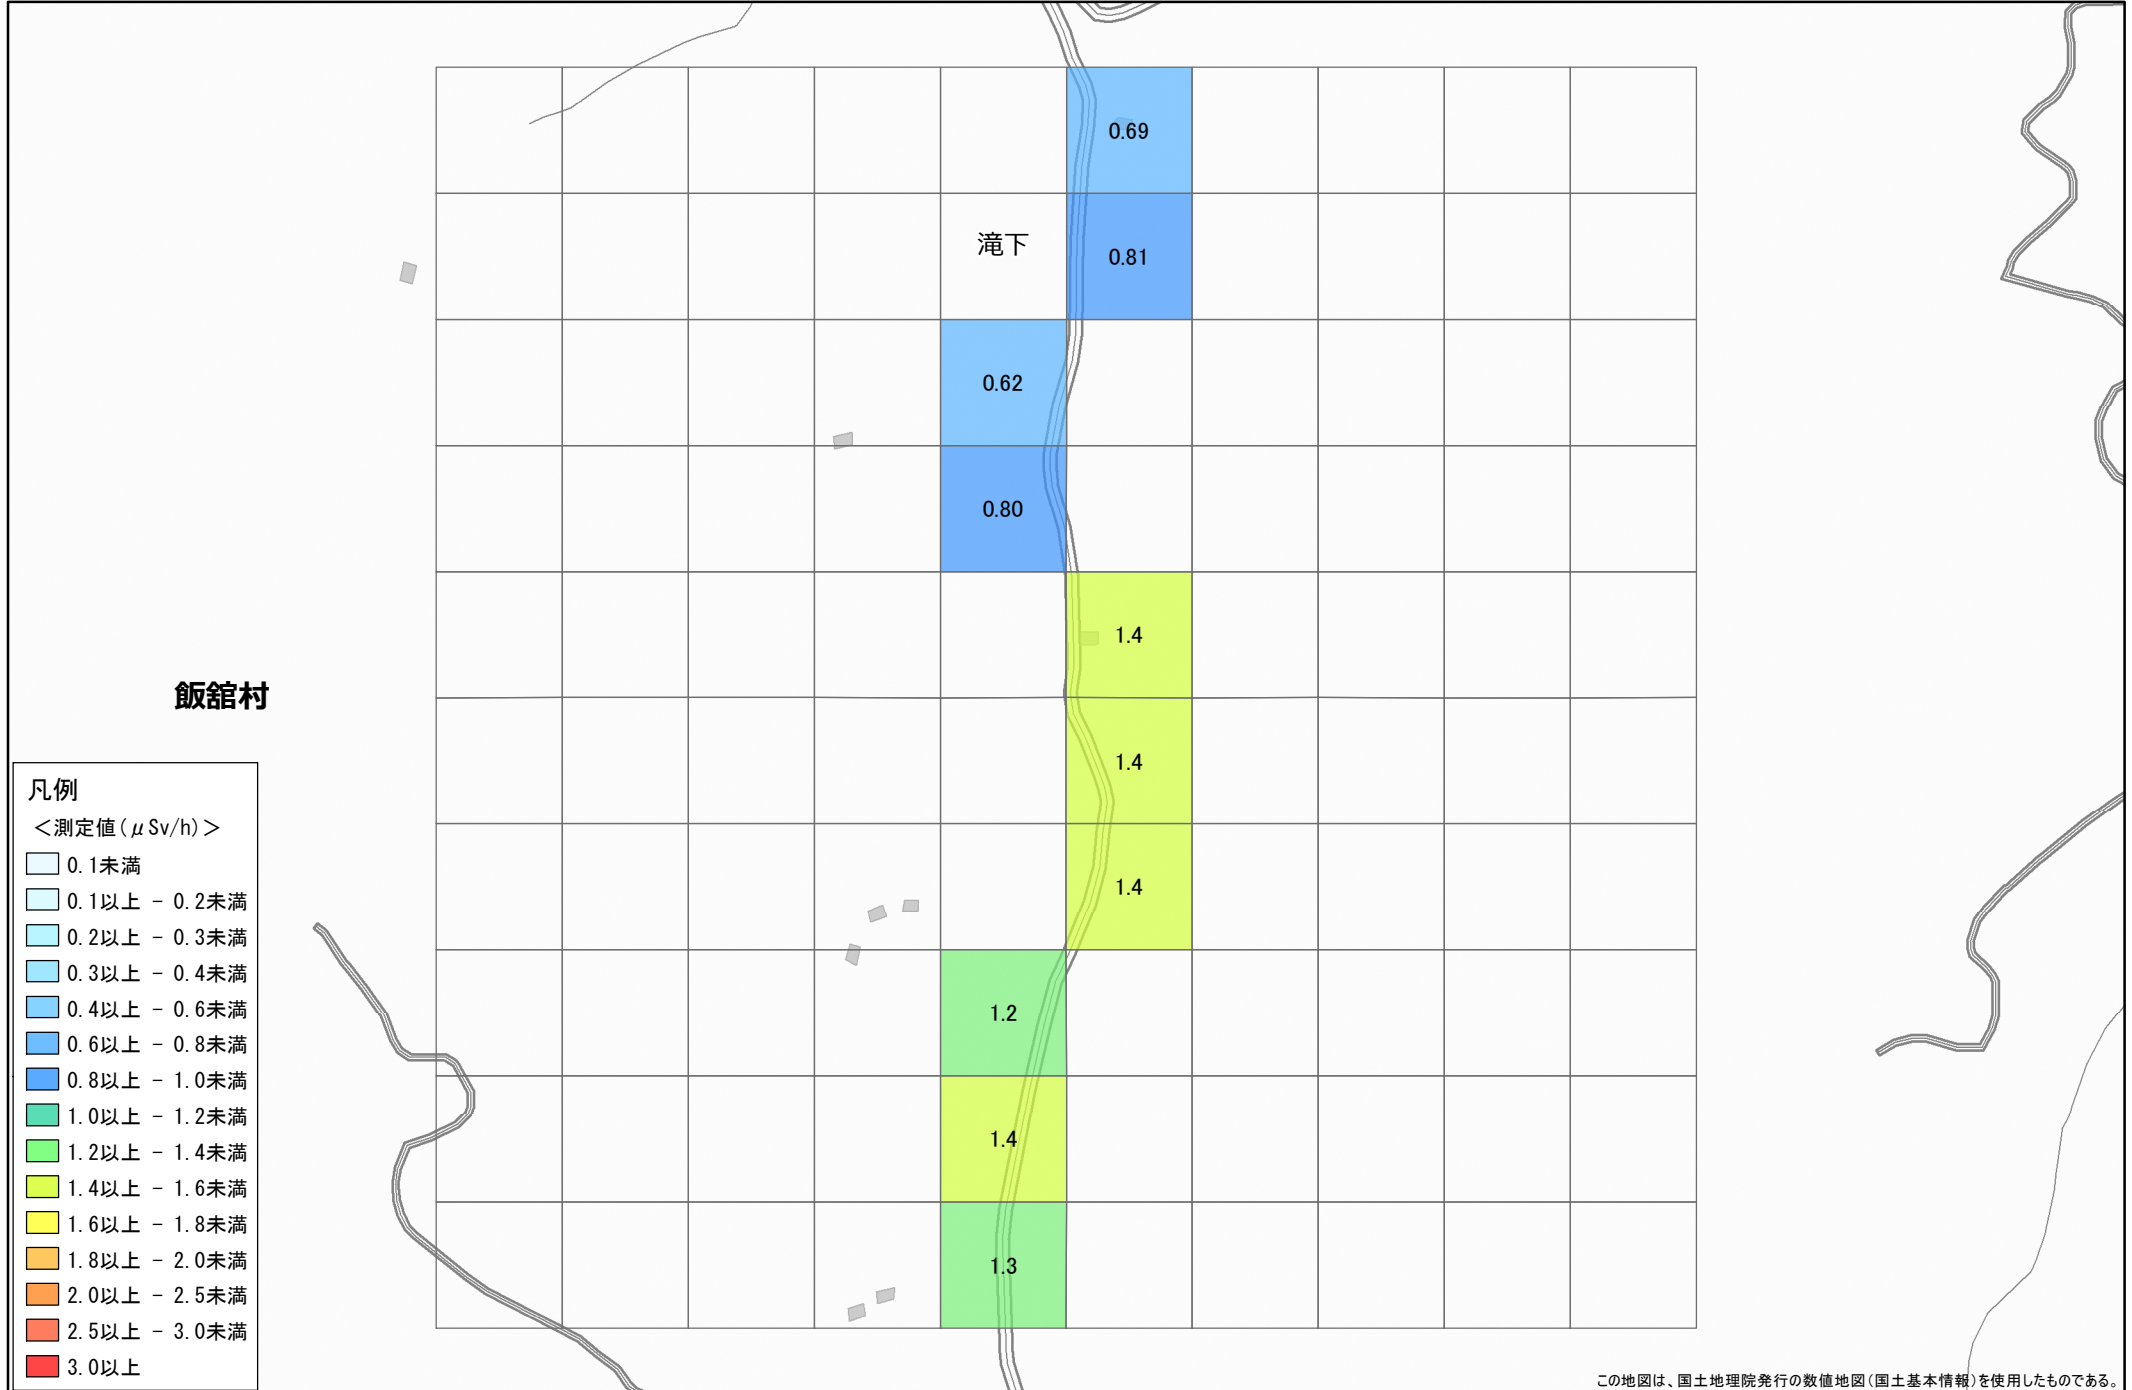 0.69
滝下
0.81
0.62
0.80
1.4
飯舘村
1.4
1.4
1.2
1.4
1.3
凡例
＜測定値(μSv/h)＞
0.1未満
0.1以上 - 0.2未満
0.2以上 - 0.3未満
0.3以上 - 0.4未満
0.4以上 - 0.6未満
0.6以上 - 0.8未満
0.8以上 - 1.0未満
1.0以上 - 1.2未満
1.2以上 - 1.4未満
1.4以上 - 1.6未満
1.6以上 - 1.8未満
1.8以上 - 2.0未満
2.0以上 - 2.5未満
2.5以上 - 3.0未満
3.0以上
この地図は、国土地理院発行の数値地図(国土基本情報)を使用したものである。